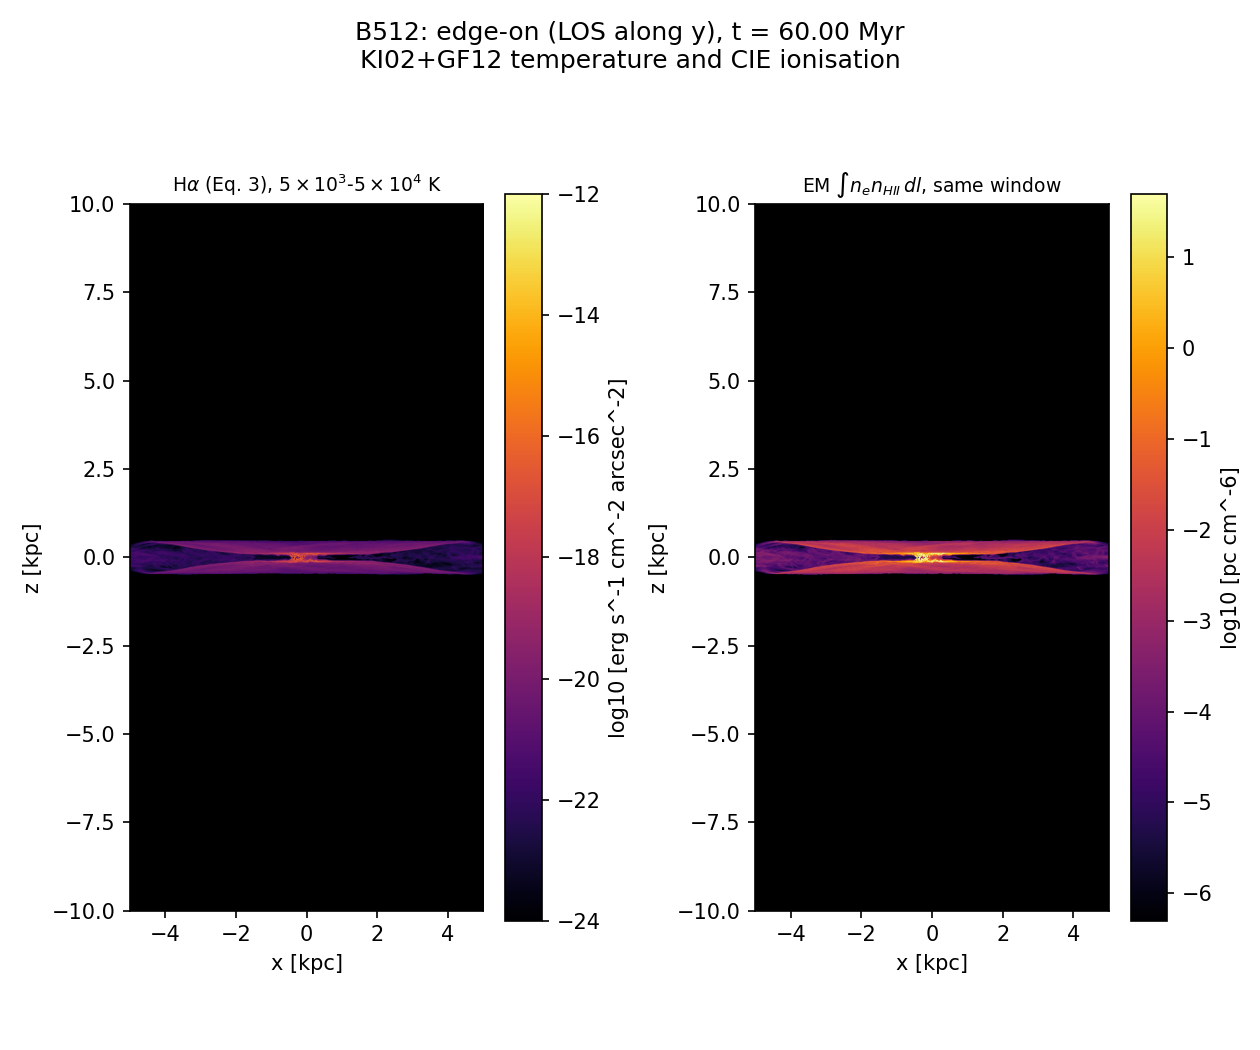 B512: edge-on (LOS along y), t = 60.00 Myr
KI02+GF12 temperature and CIE ionisation
Hα (Eq. 3), 5 × 10³-5 × 10⁴ K
10.0
7.5
5.0
2.5
0.0
−2.5
−5.0
−7.5
−10.0
z [kpc]
−4 −2 0 2 4
x [kpc]
−12
−14
−16
−18
−20
−22
−24
log10 [erg s^-1 cm^-2 arcsec^-2]
EM ∫nₑn_HII dl, same window
10.0
7.5
5.0
2.5
0.0
−2.5
−5.0
−7.5
−10.0
z [kpc]
−4 −2 0 2 4
x [kpc]
1
0
−1
−2
−3
−4
−5
−6
log10 [pc cm^-6]